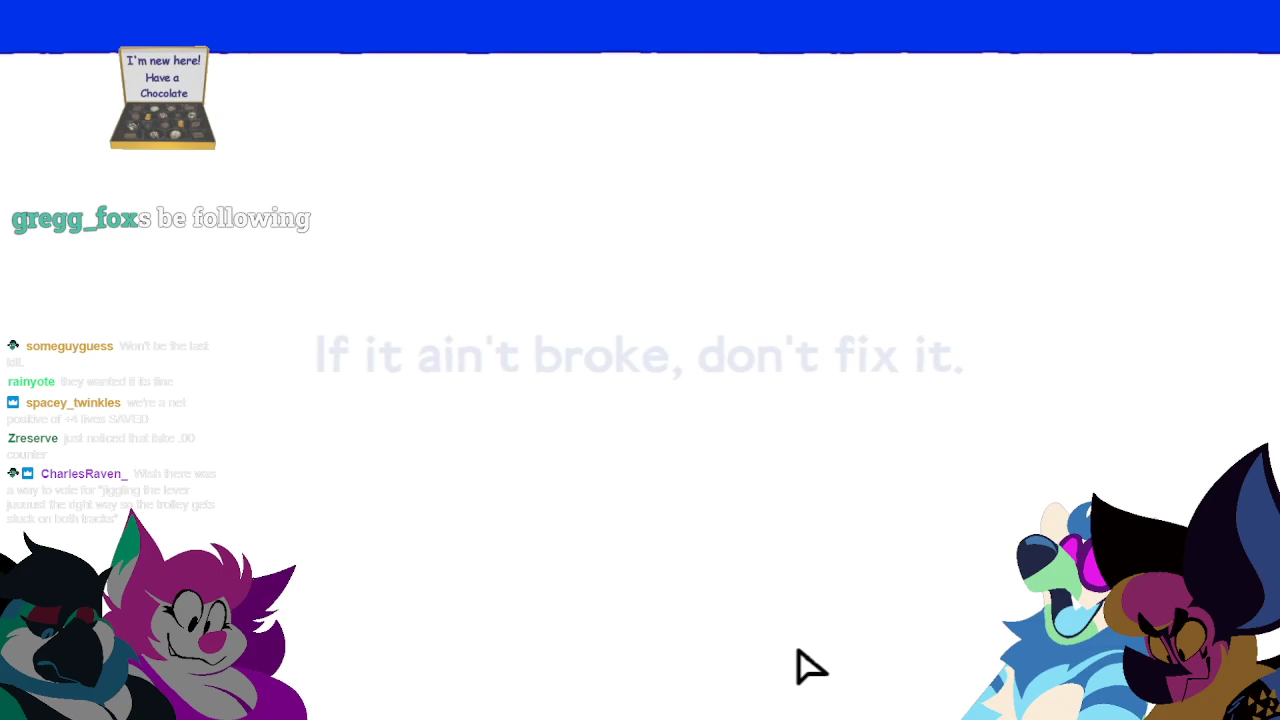 I'm new here!
Have a
Chocolate
gregg_foxs be following
If it ain't broke, don't fix it.
someguyguess Won't be the last
kill.
rainyote they wanted it its fine
spacey_twinkles we're a net
positive of +4 lives SAVED
Zreserve just noticed that fake .00
counter
CharlesRaven_ Wish there was
a way to vote for "jiggling the lever
juuuust the right way so the trolley gets
stuck on both tracks"